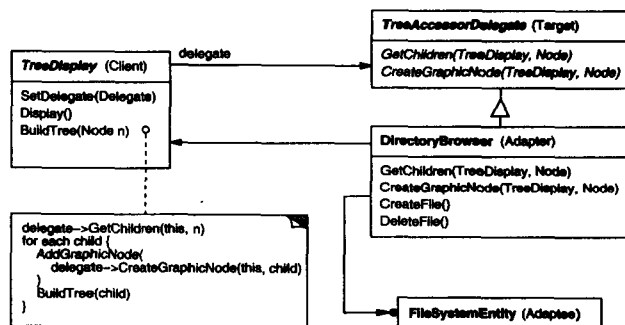 TreeAccessorDelegate (Target)
GetChildren(TreeDisplay, Node)
CreateGraphicNode(TreeDisplay, Node)
delegate
TreeDisplay (Client)
SetDelegate(Delegate)
Display()
BuildTree(Node n)
DirectoryBrowser (Adapter)
GetChildren(TreeDisplay, Node)
CreateGraphicNode(TreeDisplay, Node)
CreateFile()
DeleteFile()
delegate->GetChildren(this, n)
for each child {
AddGraphicNode(
delegate->CreateGraphicNode(this, child)
)
BuildTree(child)
}
FileSystemEntity (Adaptee)